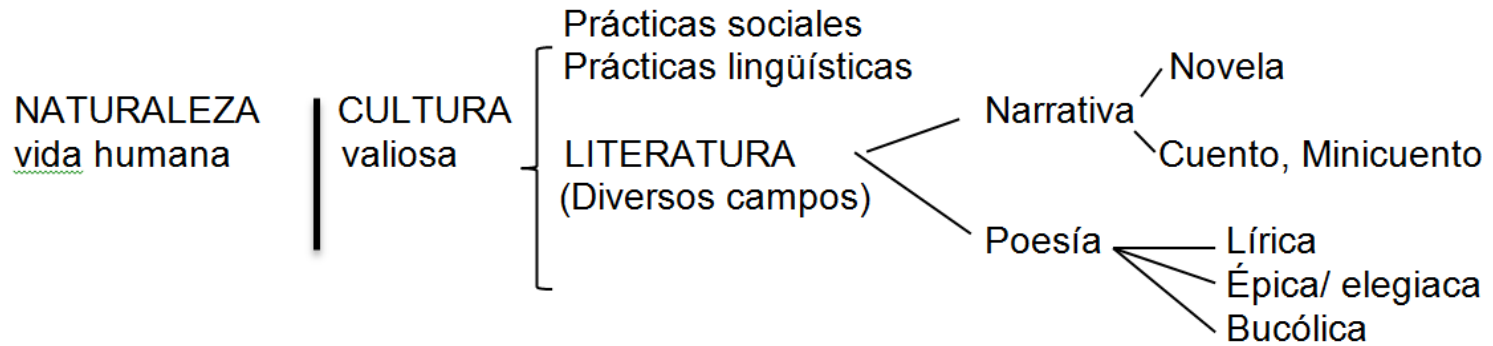 Prácticas sociales
Prácticas lingüísticas
NATURALEZA
vida humana
CULTURA
valiosa
LITERATURA
(Diversos campos)
Narrativa
Novela
Cuento, Minicuento
Poesía
Lírica
Épica/ elegiaca
Bucólica